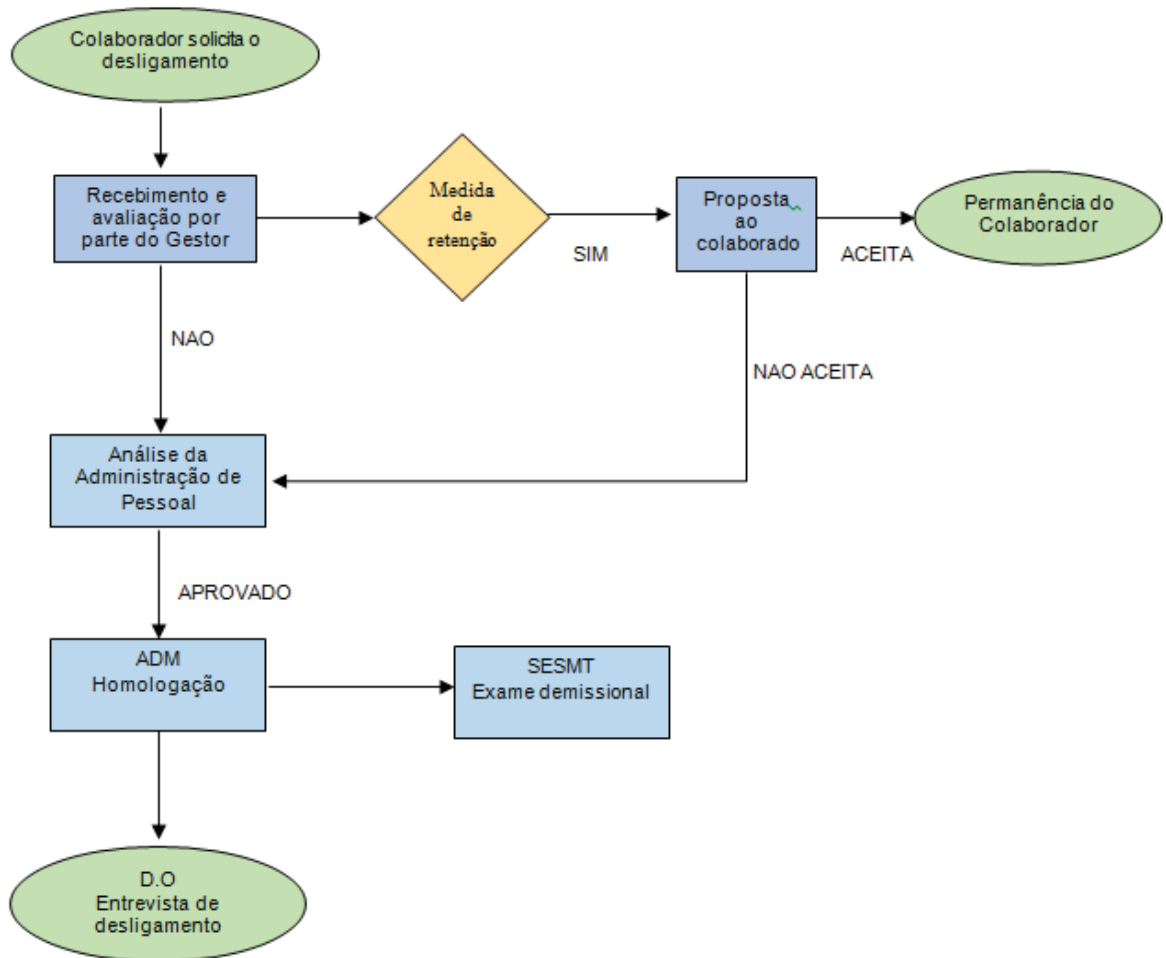 Colaborador solicita o
desligamento
Recebimento e
avaliação por
parte do Gestor
Medida
de
retenção
SIM
Proposta
ao
colaborado
ACEITA
Permanência do
Colaborador
NAO
NAO ACEITA
Análise da
Administração de
Pessoal
APROVADO
ADM
Homologação
SESMT
Exame demissional
D.O
Entrevista de
desligamento